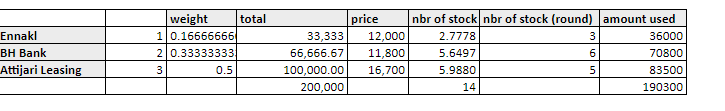 weight total price nbr of stock nbr of stock (round) amount used
Ennakl 1 0.166666666 33,333 12,000 2.7778 3 36000
BH Bank 2 0.33333333 66,666.67 11,800 5.6497 6 70800
Attijari Leasing 3 0.5 100,000.00 16,700 5.9880 5 83500
200,000 14 190300